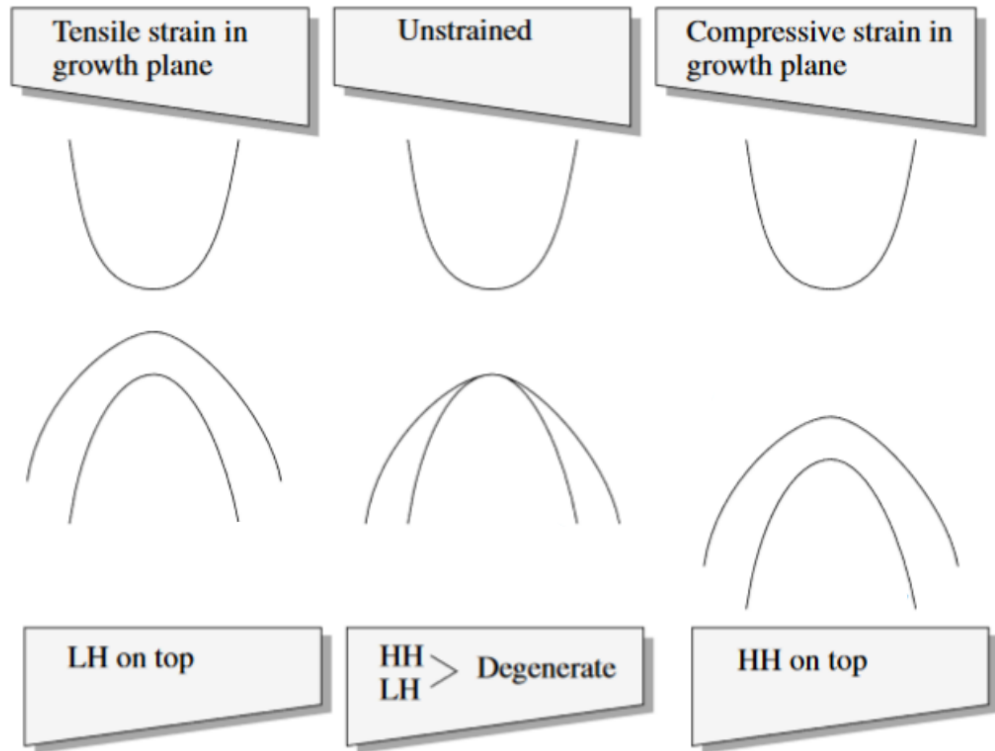 Tensile strain in
growth plane
Unstrained
Compressive strain in
growth plane
LH on top
HH
LH
Degenerate
HH on top